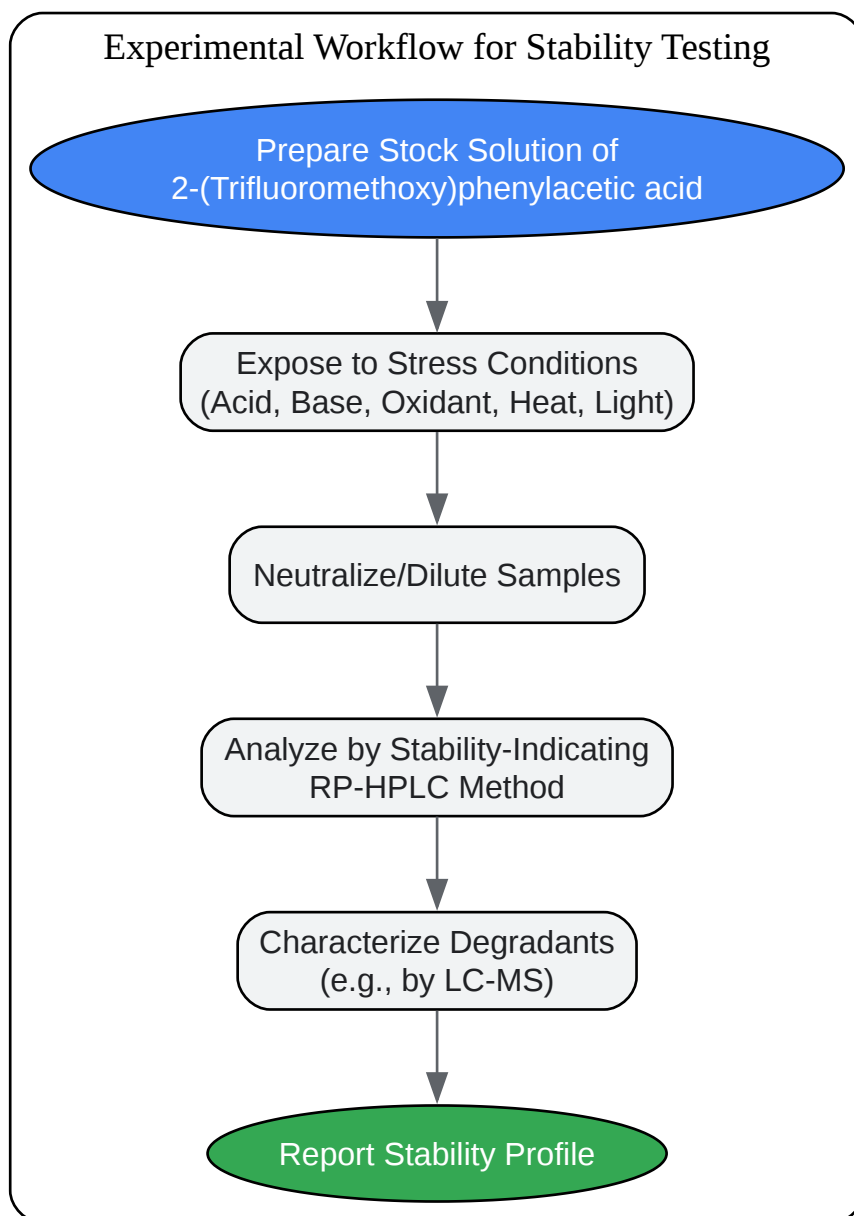 Experimental Workflow for Stability Testing
Prepare Stock Solution of
2-(Trifluoromethoxy)phenylacetic acid
Expose to Stress Conditions
(Acid, Base, Oxidant, Heat, Light)
Neutralize/Dilute Samples
Analyze by Stability-Indicating
RP-HPLC Method
Characterize Degradants
(e.g., by LC-MS)
Report Stability Profile